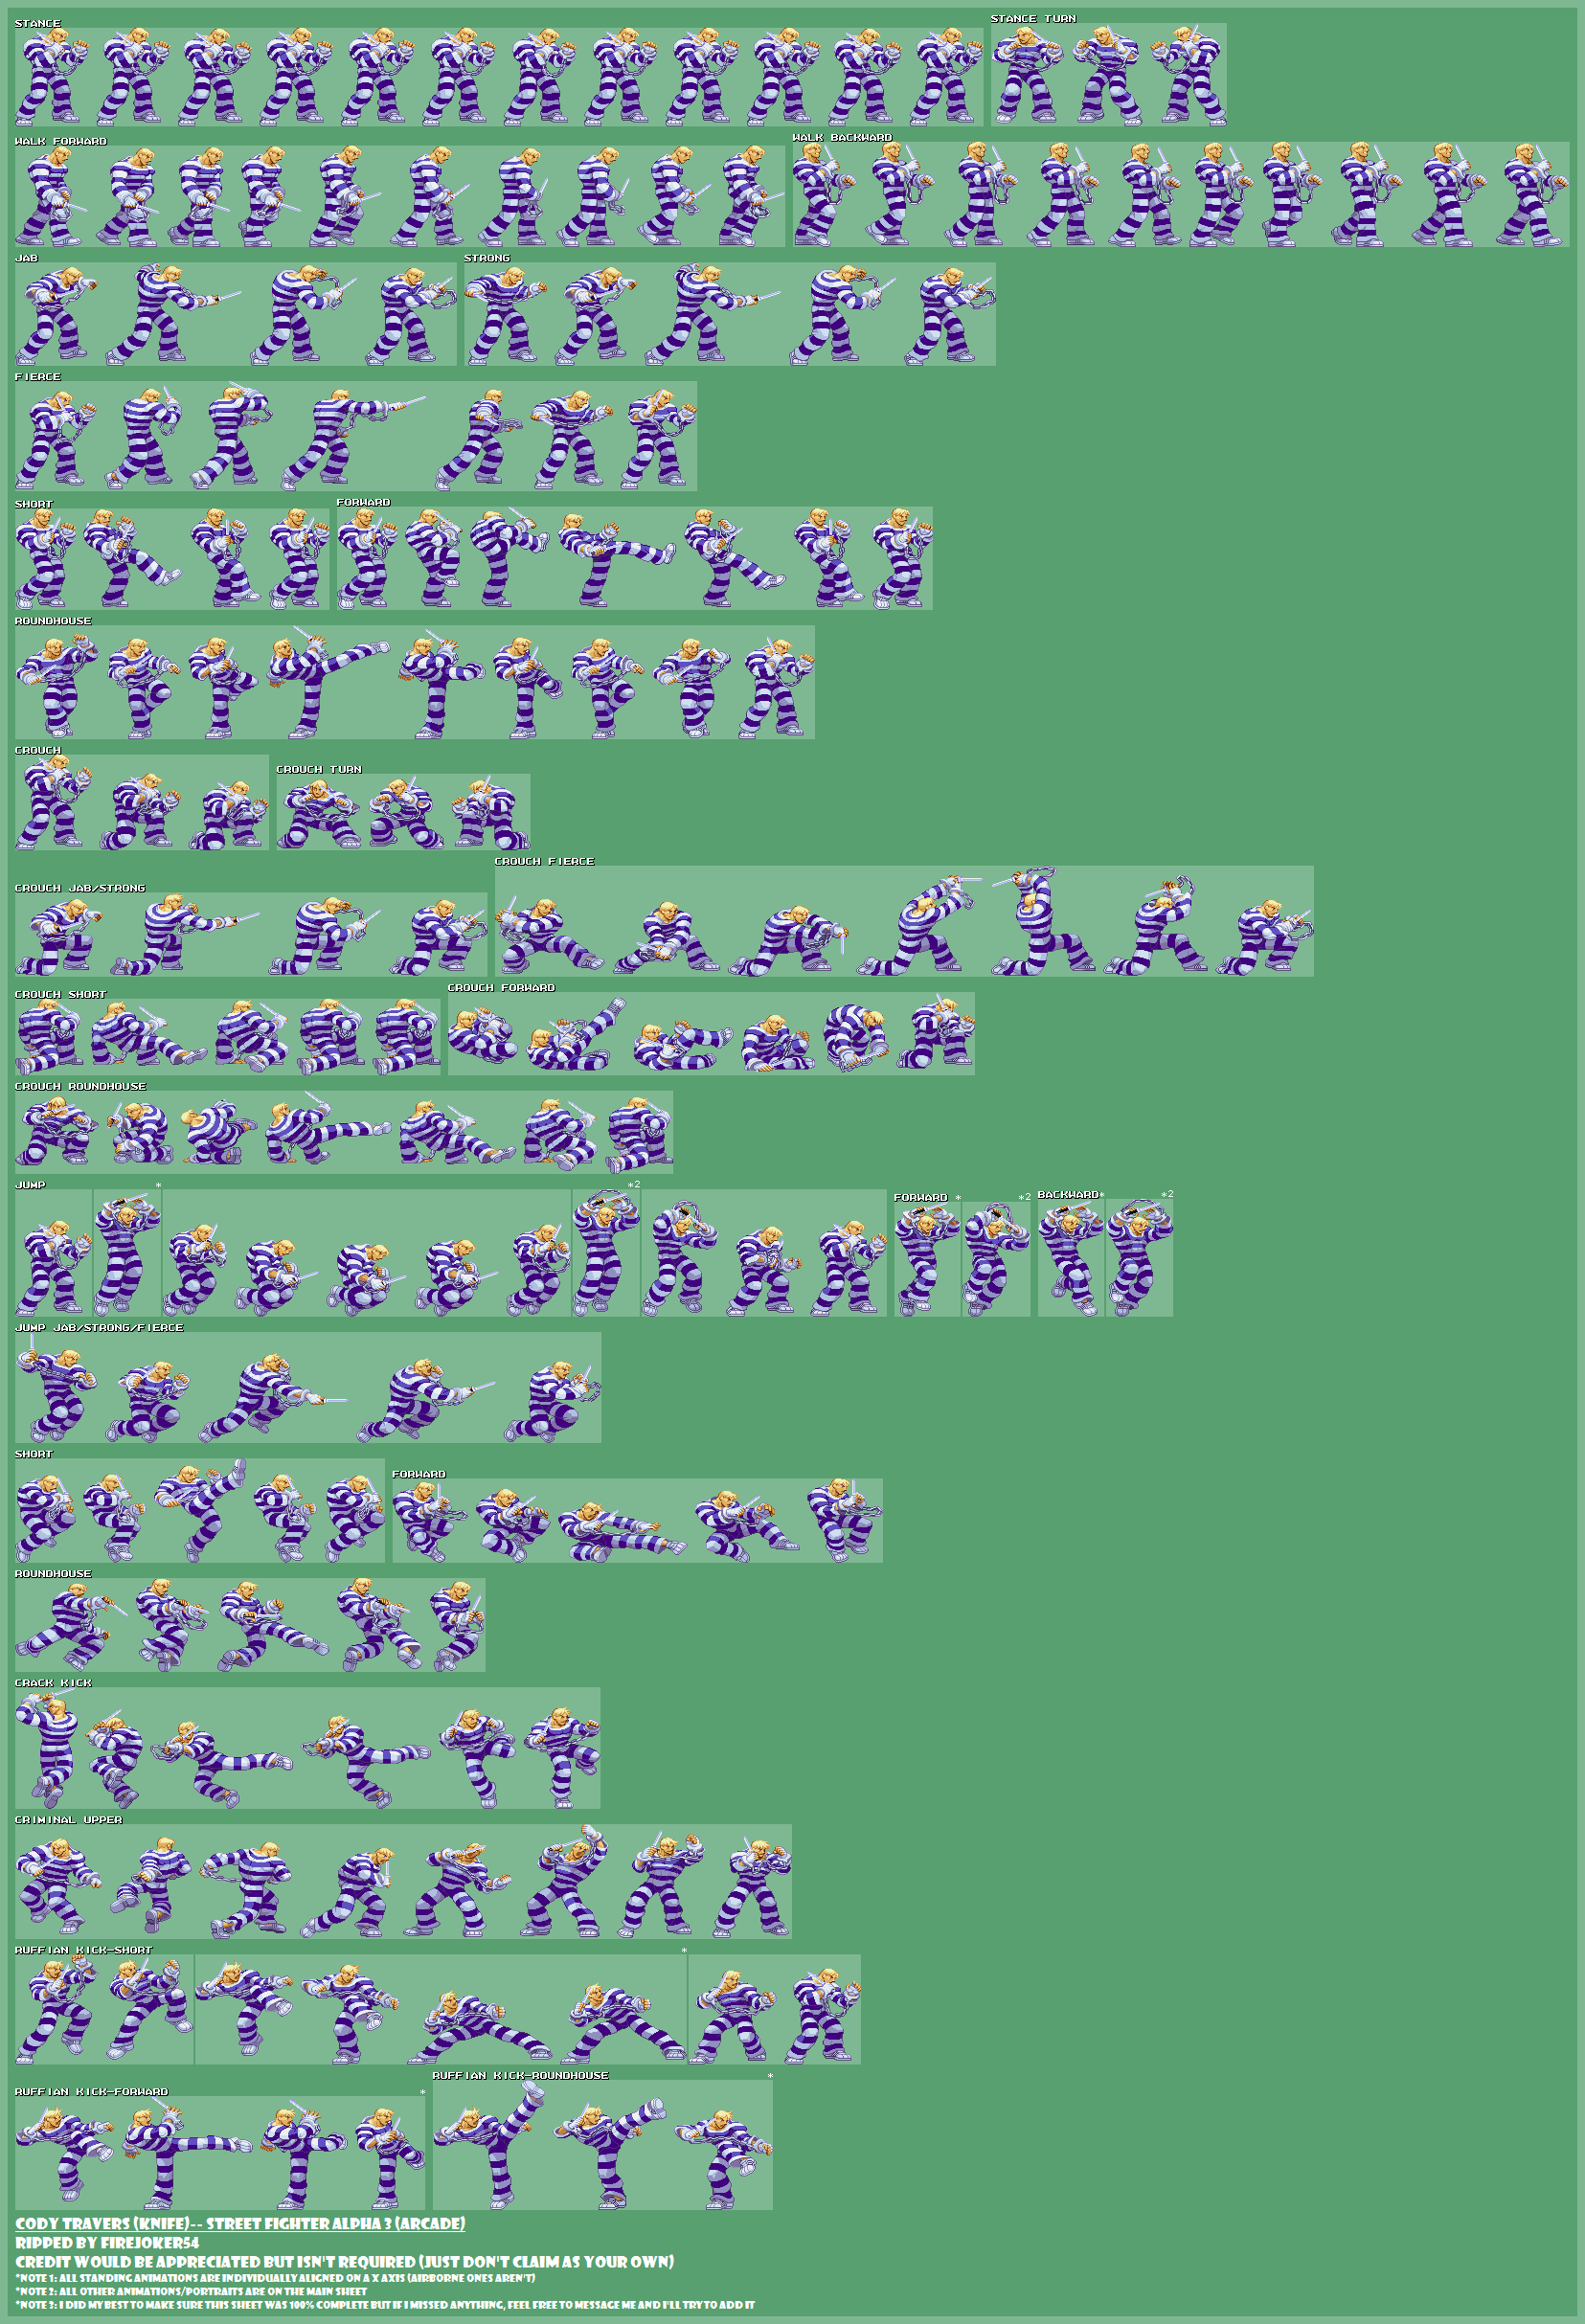 STANCE
STANCE TURN
WALK FORWARD
WALK BACKWARD
JAB
STRONG
FIERCE
SHORT
FORWARD
ROUNDHOUSE
CROUCH
CROUCH TURN
CROUCH JAB/STRONG
CROUCH FIERCE
CROUCH SHORT
CROUCH FORWARD
CROUCH ROUNDHOUSE
JUMP
*
*2
FORWARD *
*2
BACKWARD*
*2
JUMP JAB/STRONG/FIERCE
SHORT
FORWARD
ROUNDHOUSE
CRACK KICK
CRIMINAL UPPER
RUFFIAN KICK-SHORT
*
RUFFIAN KICK-FORWARD
*
RUFFIAN KICK-ROUNDHOUSE
*
CODY TRAVERS (KNIFE)-- STREET FIGHTER ALPHA 3 (ARCADE)
RIPPED BY FIREJOKER54
CREDIT WOULD BE APPRECIATED BUT ISN'T REQUIRED (JUST DON'T CLAIM AS YOUR OWN)
*NOTE 1: ALL STANDING ANIMATIONS ARE INDIVIDUALLY ALIGNED ON A X AXIS (AIRBORNE ONES AREN'T)
*NOTE 2: ALL OTHER ANIMATIONS/PORTRAITS ARE ON THE MAIN SHEET
*NOTE 3: I DID MY BEST TO MAKE SURE THIS SHEET WAS 100% COMPLETE BUT IF I MISSED ANYTHING, FEEL FREE TO MESSAGE ME AND I'LL TRY TO ADD IT